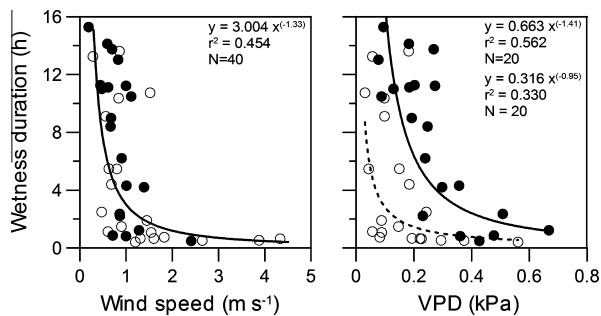 Wetness duration (h)
16
12
8
4
0
y = 3.004 x(-1.33)
r² = 0.454
N=40
0 1 2 3 4 5
Wind speed (m s-1)
y = 0.663 x(-1.41)
r² = 0.562
N=20
y = 0.316 x(-0.95)
r² = 0.330
N = 20
0 0.2 0.4 0.6 0.8
VPD (kPa)